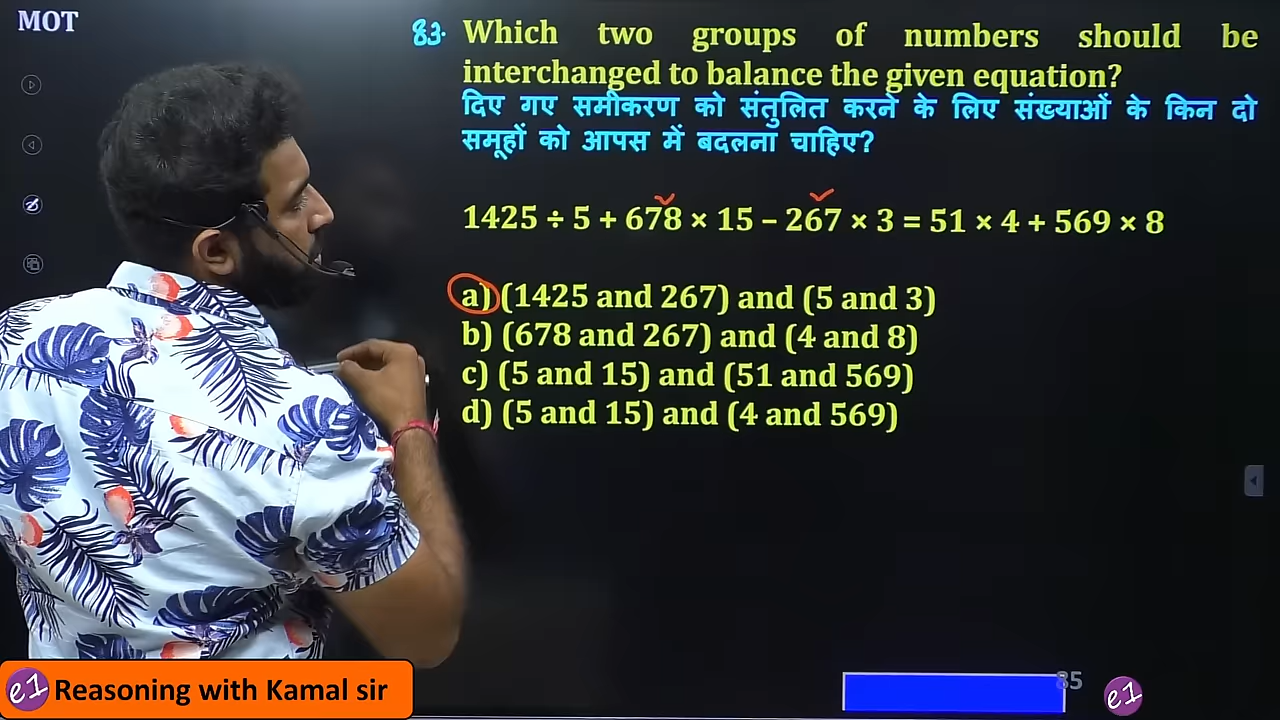 MOT
83. Which two groups of numbers should be
interchanged to balance the given equation?
दिए गए समीकरण को संतुलित करने के लिए संख्याओं के किन दो
समूहों को आपस में बदलना चाहिए?
1425 ÷ 5 + 678 × 15 – 267 × 3 = 51 × 4 + 569 × 8
a) (1425 and 267) and (5 and 3)
b) (678 and 267) and (4 and 8)
c) (5 and 15) and (51 and 569)
d) (5 and 15) and (4 and 569)
85
e1 Reasoning with Kamal sir
e1